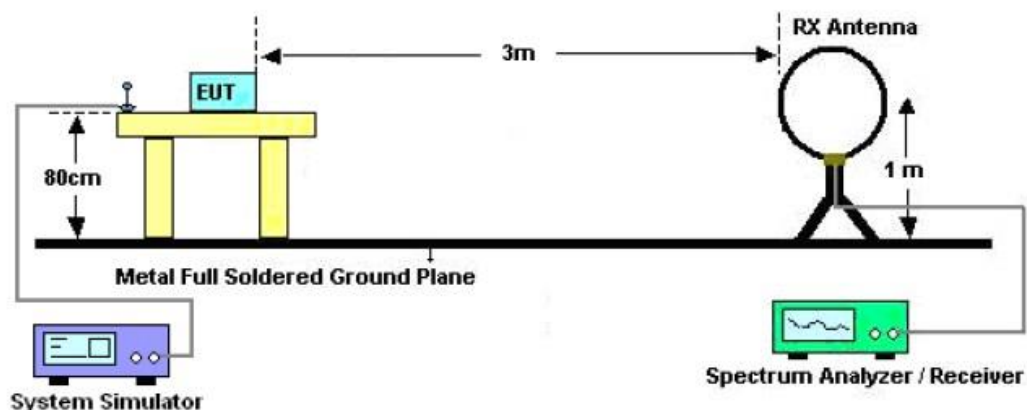 RX Antenna
3m
EUT
80cm
1 m
Metal Full Soldered Ground Plane
System Simulator
Spectrum Analyzer / Receiver